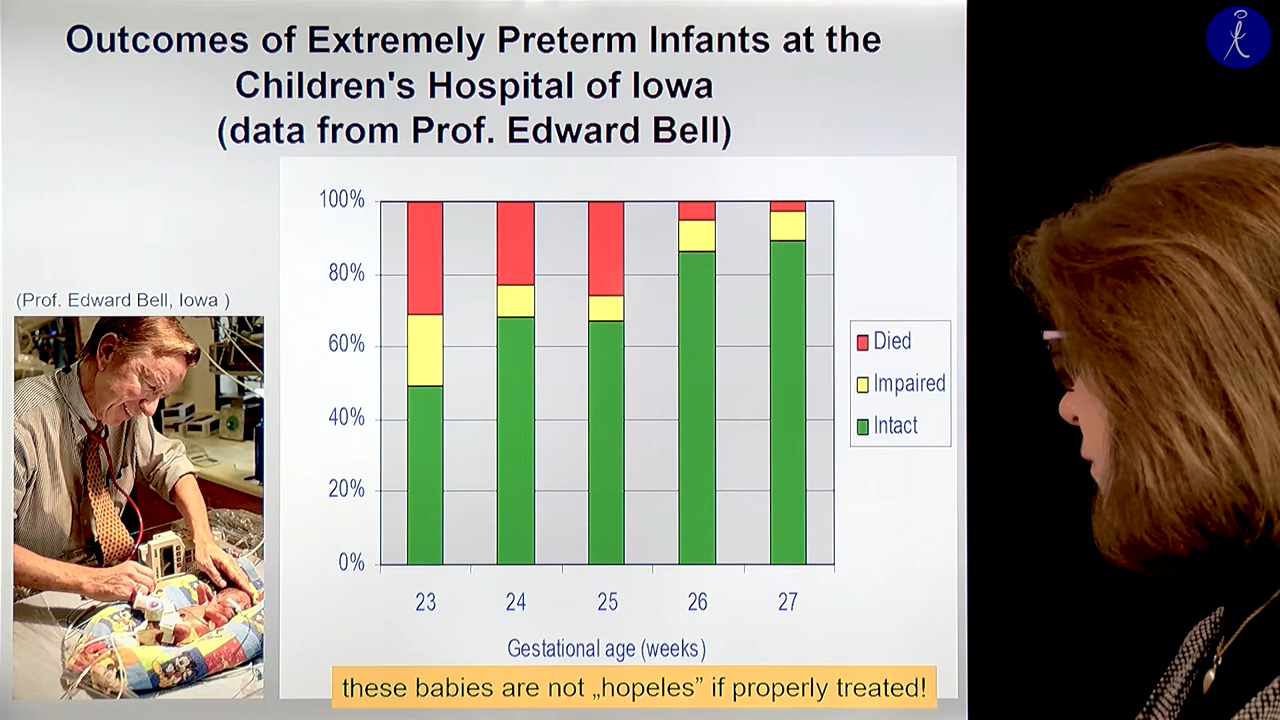 Outcomes of Extremely Preterm Infants at the
Children's Hospital of Iowa
(data from Prof. Edward Bell)
(Prof. Edward Bell, Iowa )
100%
80%
60%
40%
20%
0%
23 24 25 26 27
Gestational age (weeks)
Died
Impaired
Intact
these babies are not „hopeles” if properly treated!